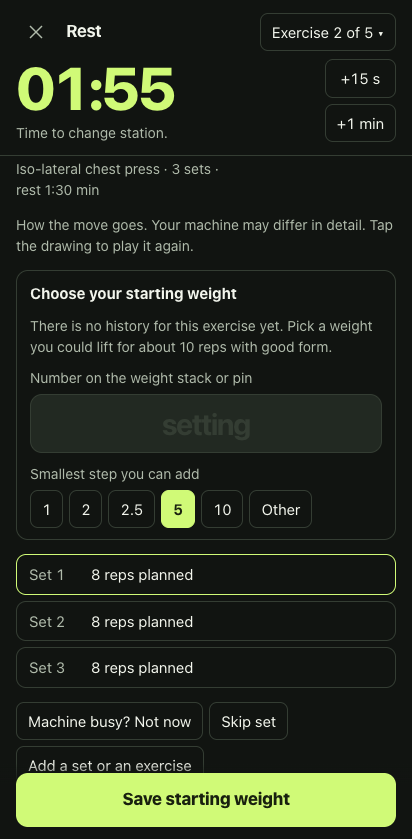 Rest
Exercise 2 of 5 ▾
01:55
+15 s
+1 min
Time to change station.
Iso-lateral chest press · 3 sets ·
rest 1:30 min
How the move goes. Your machine may differ in detail. Tap
the drawing to play it again.
Choose your starting weight
There is no history for this exercise yet. Pick a weight
you could lift for about 10 reps with good form.
Number on the weight stack or pin
setting
Smallest step you can add
1 2 2.5 5 10 Other
Set 1 8 reps planned
Set 2 8 reps planned
Set 3 8 reps planned
Machine busy? Not now Skip set
Add a set or an exercise
Save starting weight